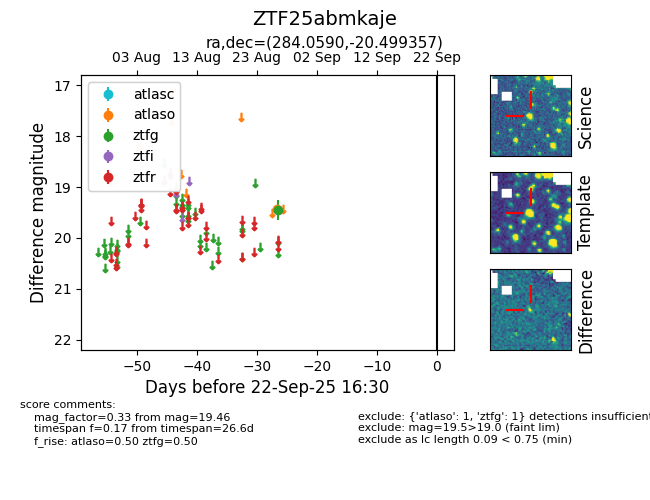 ZTF25abmkaje
ra,dec=(284.0590,-20.499357)
03 Aug 13 Aug 23 Aug 02 Sep 12 Sep 22 Sep
atlasc
atlaso
ztfg
ztfi
ztfr
17
18
19
20
21
22
Difference magnitude
−50 −40 −30 −20 −10 0
Days before 22-Sep-25 16:30
Science
Template
Difference
score comments:
mag_factor=0.33 from mag=19.46
timespan f=0.17 from timespan=26.6d
f_rise: atlaso=0.50 ztfg=0.50
exclude: {'atlaso': 1, 'ztfg': 1} detections insufficient
exclude: mag=19.5>19.0 (faint lim)
exclude as lc length 0.09 < 0.75 (min)